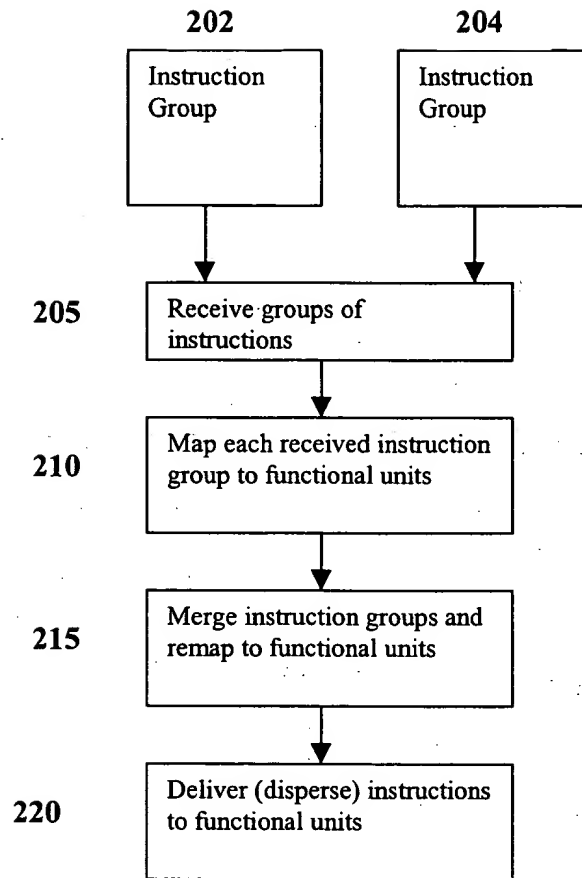 202
204
Instruction
Group
Instruction
Group
205
Receive groups of
instructions
210
Map each received instruction
group to functional units
215
Merge instruction groups and
remap to functional units
220
Deliver (disperse) instructions
to functional units